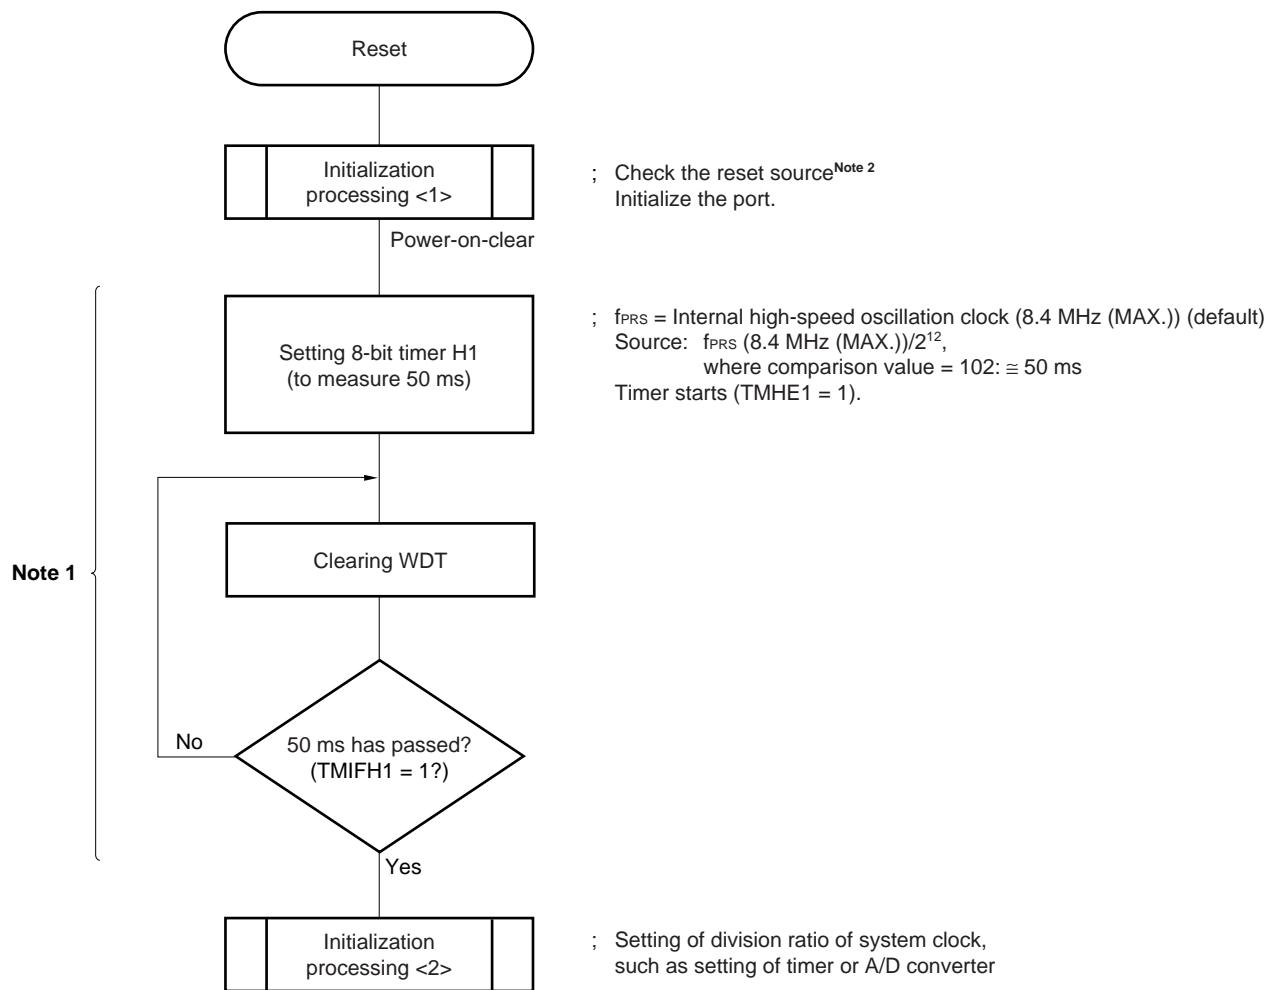 Reset
Initialization
processing <1>
; Check the reset sourceNote 2
Initialize the port.
Power-on-clear
Setting 8-bit timer H1
(to measure 50 ms)
; fPRS = Internal high-speed oscillation clock (8.4 MHz (MAX.)) (default)
Source: fPRS (8.4 MHz (MAX.))/2¹²,
where comparison value = 102: ≅ 50 ms
Timer starts (TMHE1 = 1).
Note 1
Clearing WDT
No
50 ms has passed?
(TMIFH1 = 1?)
Yes
Initialization
processing <2>
; Setting of division ratio of system clock,
such as setting of timer or A/D converter